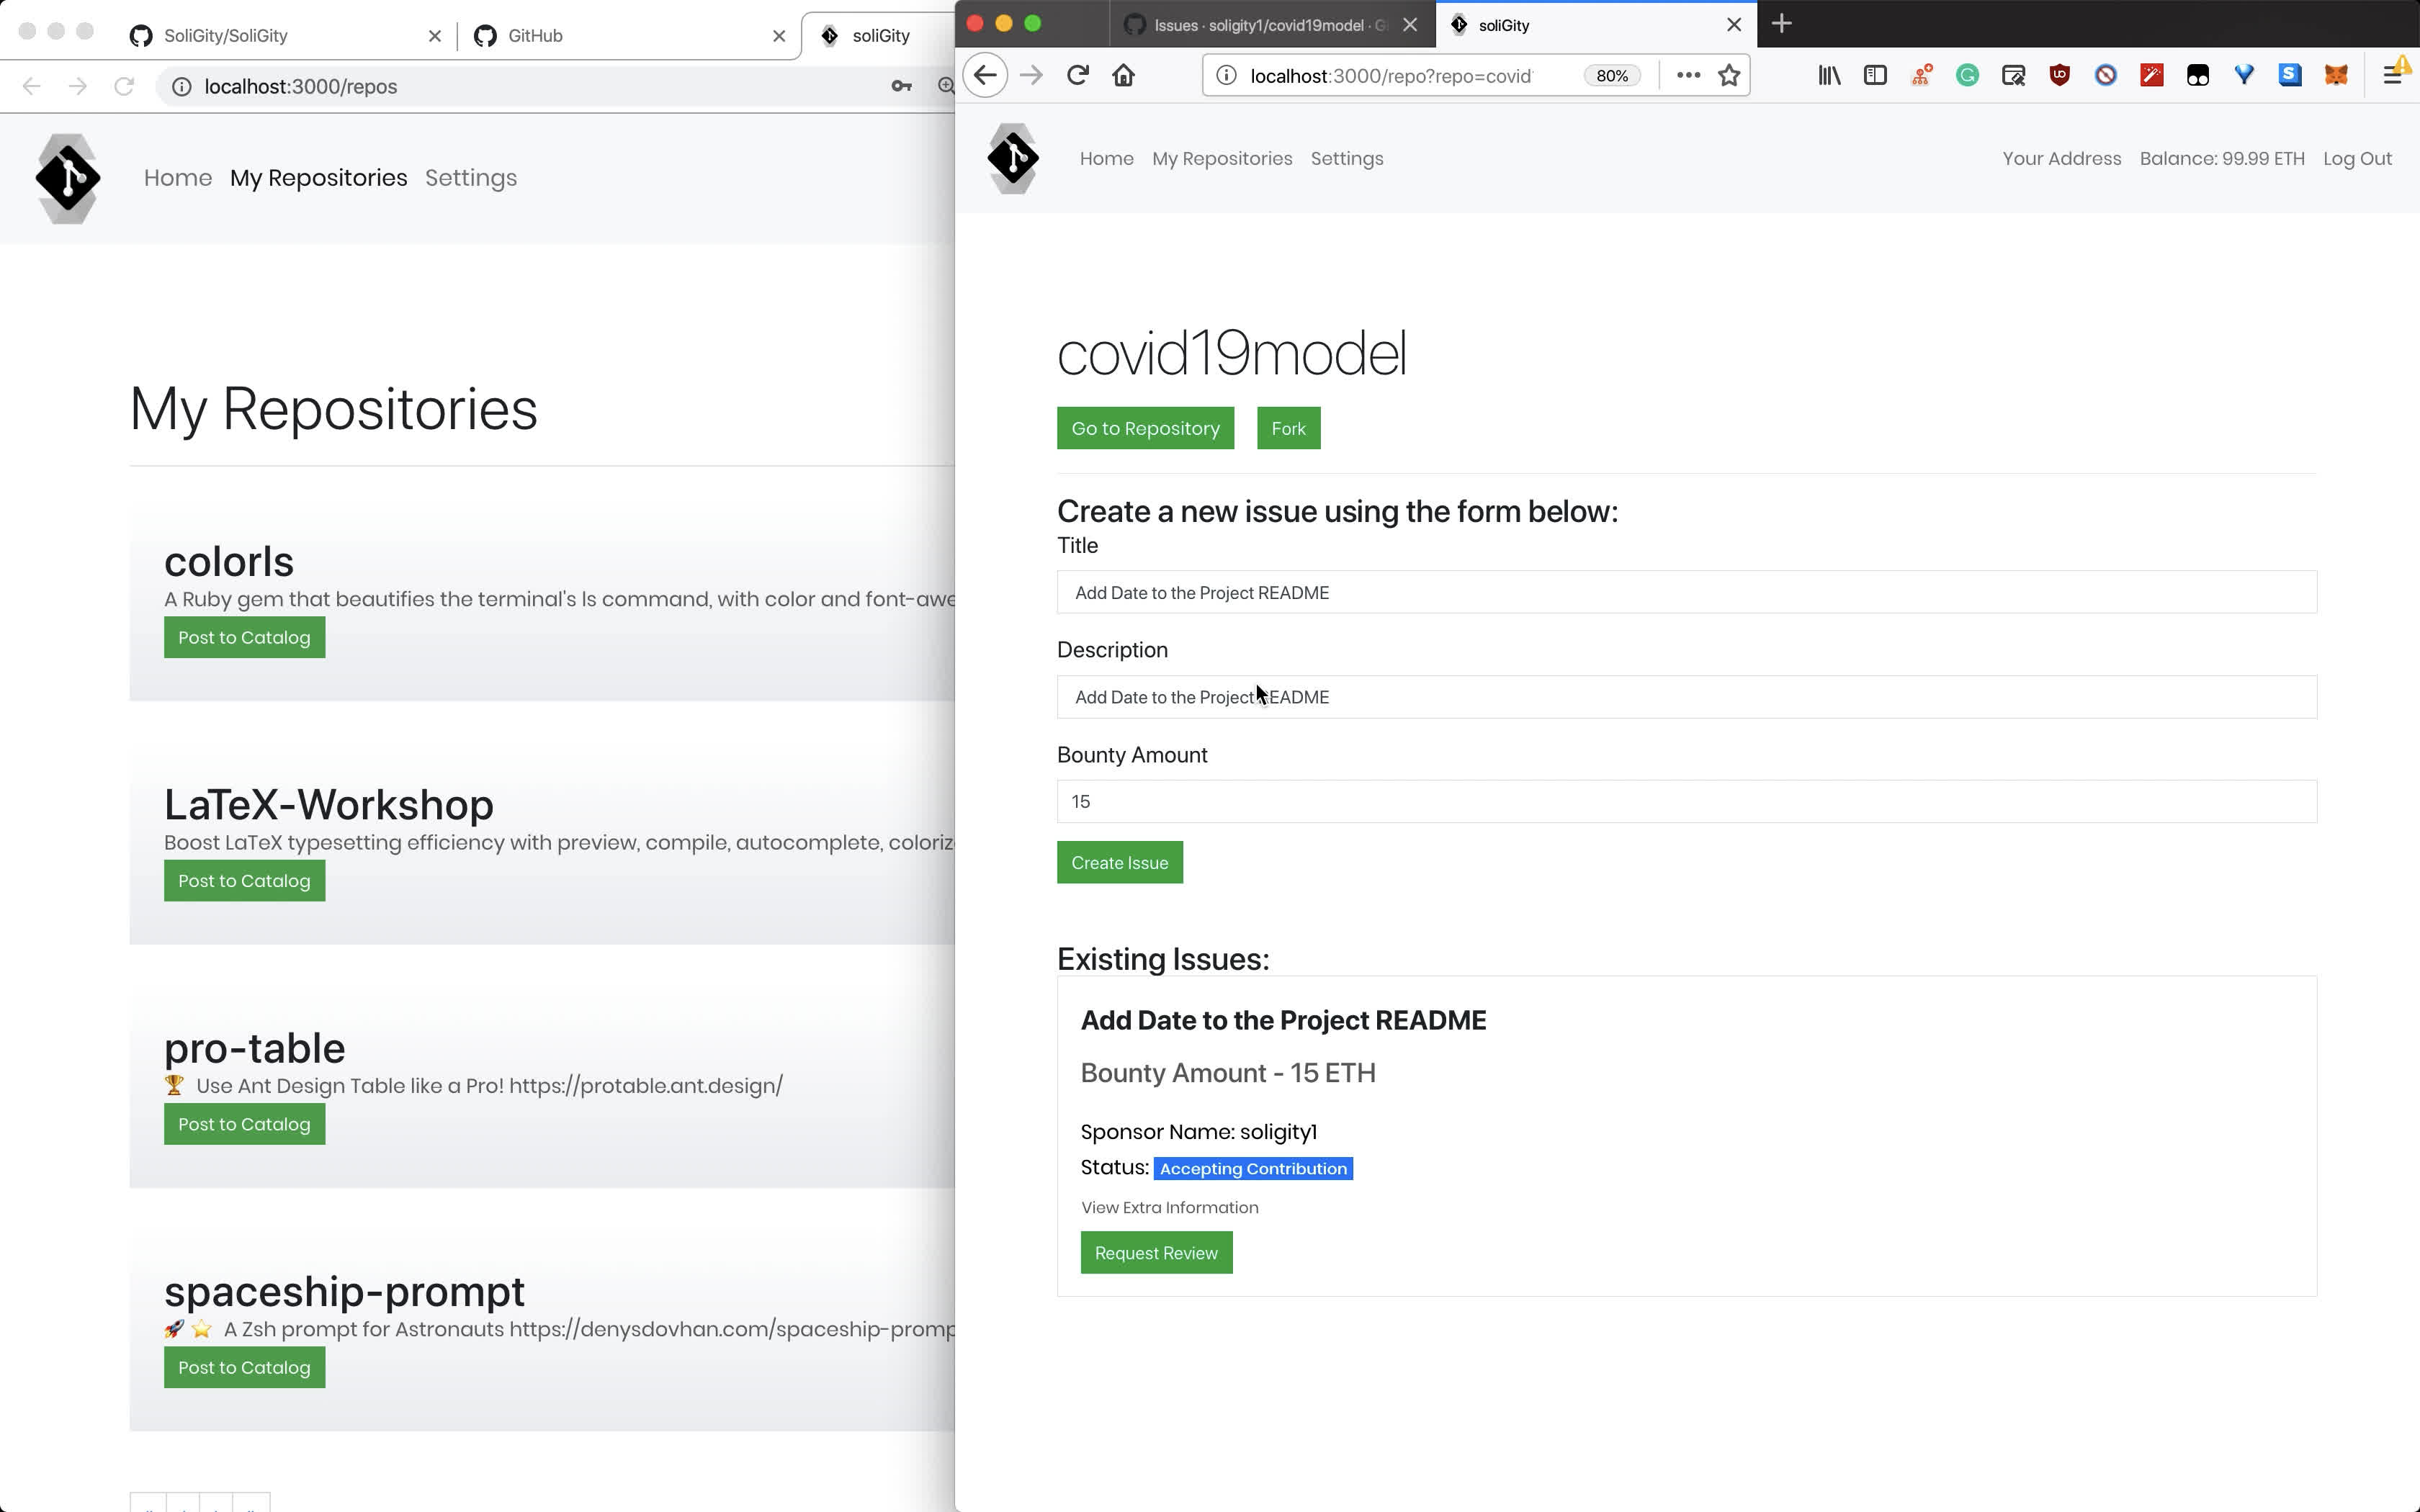 SoliGity/SoliGity
GitHub
soliGity
localhost:3000/repos
Home My Repositories Settings
My Repositories
colorls
A Ruby gem that beautifies the terminal's ls command, with color and font-awe
Post to Catalog
LaTeX-Workshop
Boost LaTeX typesetting efficiency with preview, compile, autocomplete, coloriz
Post to Catalog
pro-table
🏆 Use Ant Design Table like a Pro! https://protable.ant.design/
Post to Catalog
spaceship-prompt
🚀⭐ A Zsh prompt for Astronauts https://denysdovhan.com/spaceship-promp
Post to Catalog
Issues · soligity1/covid19model · Gi
soliGity
localhost:3000/repo?repo=covid
80%
Home My Repositories Settings
Your Address Balance: 99.99 ETH Log Out
covid19model
Go to Repository Fork
Create a new issue using the form below:
Title
Add Date to the Project README
Description
Add Date to the Project README
Bounty Amount
15
Create Issue
Existing Issues:
Add Date to the Project README
Bounty Amount - 15 ETH
Sponsor Name: soligity1
Status: Accepting Contribution
View Extra Information
Request Review